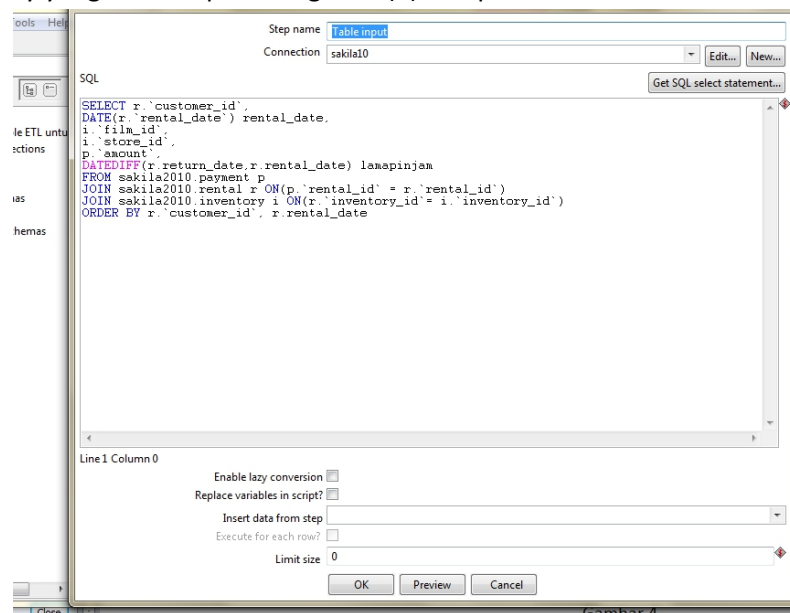 ools Help
Step name Table input
Connection sakila10 Edit... New...
SQL Get SQL select statement...
SELECT r.`customer_id`,
DATE(r.`rental_date`) rental_date,
i.`film_id`,
i.`store_id`,
p.`amount`,
DATEDIFF(r.return_date,r.rental_date) lamapinjam
FROM sakila2010.payment p
JOIN sakila2010.rental r ON(p.`rental_id` = r.`rental_id`)
JOIN sakila2010.inventory i ON(r.`inventory_id`= i.`inventory_id`)
ORDER BY r.`customer_id`, r.rental_date
le ETL untu
ections
as
hemas
Line 1 Column 0
Enable lazy conversion
Replace variables in script?
Insert data from step
Execute for each row?
Limit size 0
OK Preview Cancel
Close